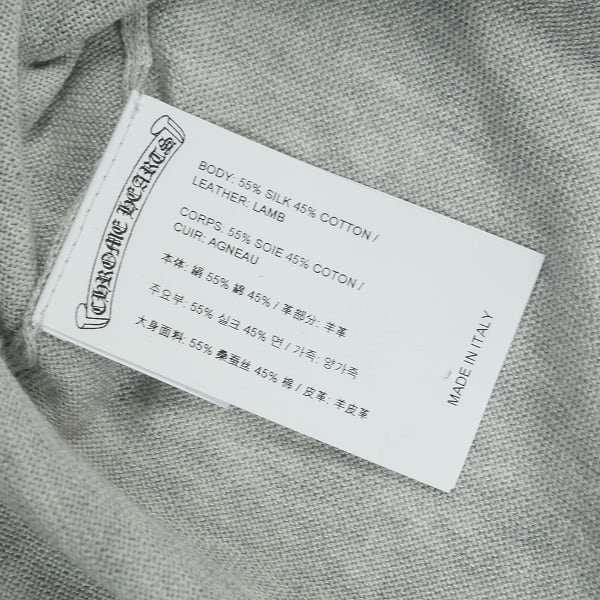 CHROME HEARTS
BODY: 55% SILK 45% COTTON /
LEATHER: LAMB
CORPS: 55% SOIE 45% COTON /
CUIR: AGNEAU
本体: 絹 55% 綿 45% / 革部分: 羊革
주요부: 55% 실크 45% 면 / 가죽: 양가죽
大身面料: 55% 桑蚕丝 45% 棉 / 皮革: 羊皮革
MADE IN ITALY